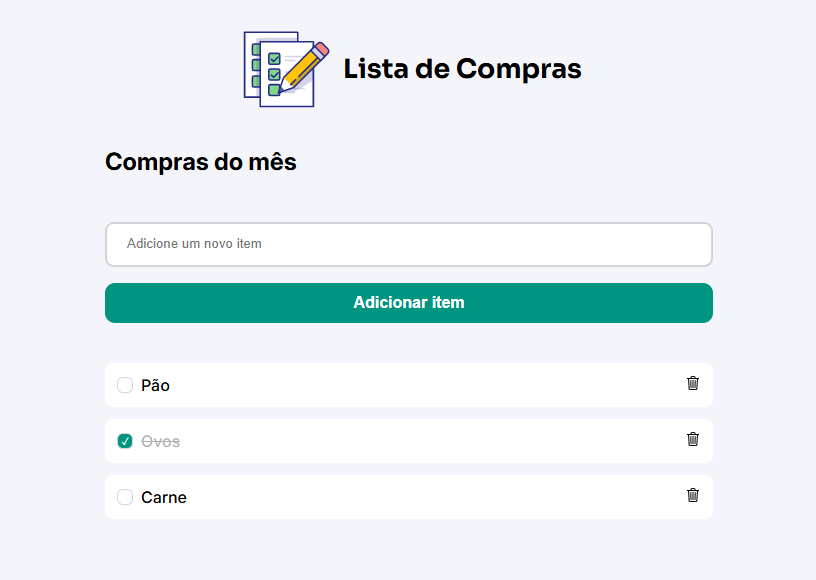 Lista de Compras
Compras do mês
Adicione um novo item
Adicionar item
Pão
Ovos
Carne